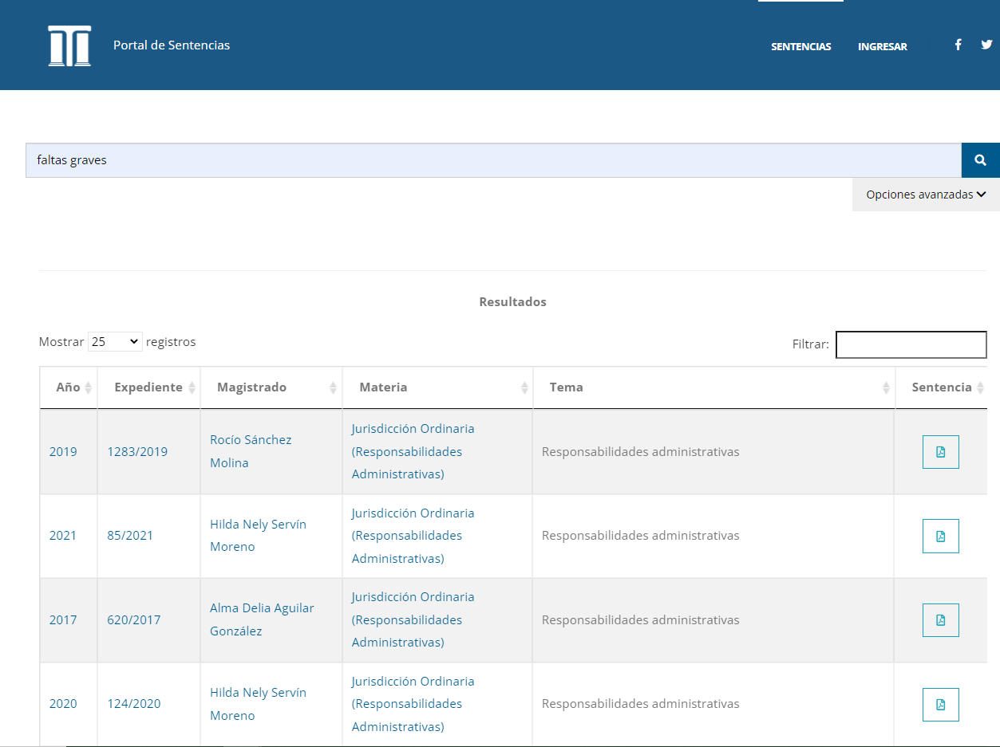 Portal de Sentencias
SENTENCIAS INGRESAR
faltas graves
Opciones avanzadas
Resultados
Mostrar 25 registros
Filtrar:
Año Expediente Magistrado Materia Tema Sentencia
2019 1283/2019 Rocío Sánchez Molina Jurisdicción Ordinaria (Responsabilidades Administrativas) Responsabilidades administrativas
2021 85/2021 Hilda Nely Servín Moreno Jurisdicción Ordinaria (Responsabilidades Administrativas) Responsabilidades administrativas
2017 620/2017 Alma Delia Aguilar González Jurisdicción Ordinaria (Responsabilidades Administrativas) Responsabilidades administrativas
2020 124/2020 Hilda Nely Servín Moreno Jurisdicción Ordinaria (Responsabilidades Administrativas) Responsabilidades administrativas